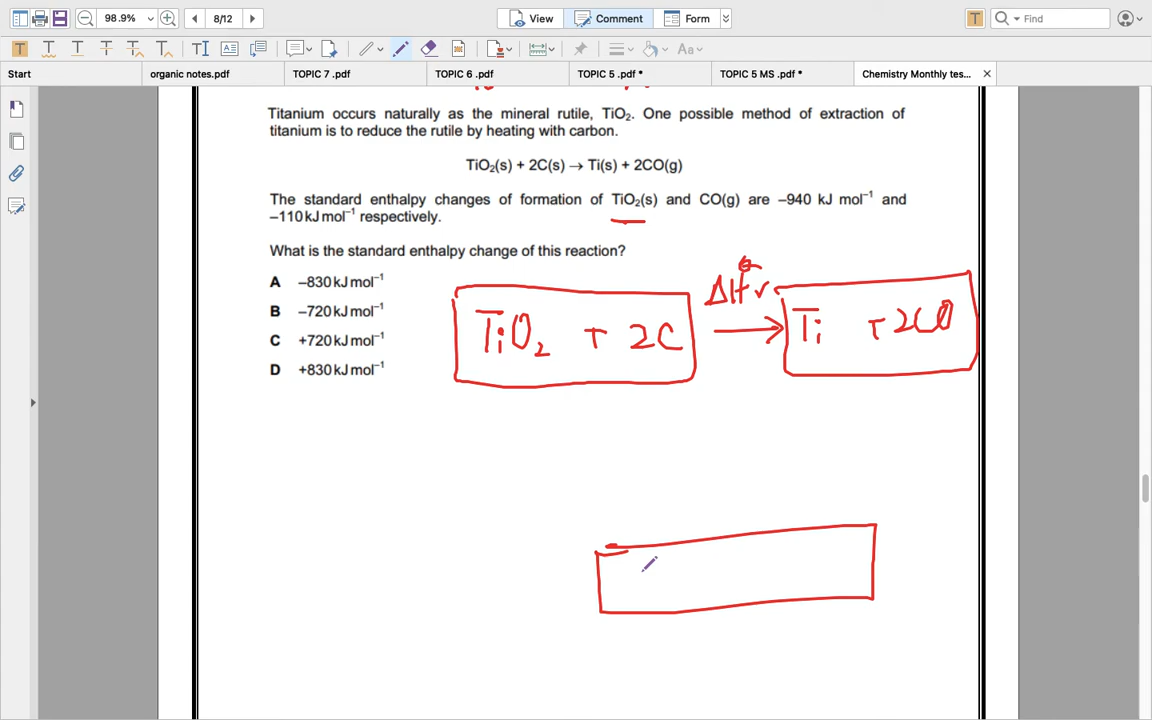 98.9%
8/12
View
Comment
Form
T
Find
T T T T T T TI Aa
Start
organic notes.pdf
TOPIC 7 .pdf
TOPIC 6 .pdf
TOPIC 5 .pdf *
TOPIC 5 MS .pdf *
Chemistry Monthly tes... ×
Titanium occurs naturally as the mineral rutile, TiO₂. One possible method of extraction of
titanium is to reduce the rutile by heating with carbon.
TiO₂(s) + 2C(s) → Ti(s) + 2CO(g)
The standard enthalpy changes of formation of TiO₂(s) and CO(g) are –940 kJ mol⁻¹ and
–110 kJ mol⁻¹ respectively.
What is the standard enthalpy change of this reaction?
A –830 kJ mol⁻¹
B –720 kJ mol⁻¹
C +720 kJ mol⁻¹
D +830 kJ mol⁻¹
ΔHr
TiO₂ + 2C → Ti + 2CO